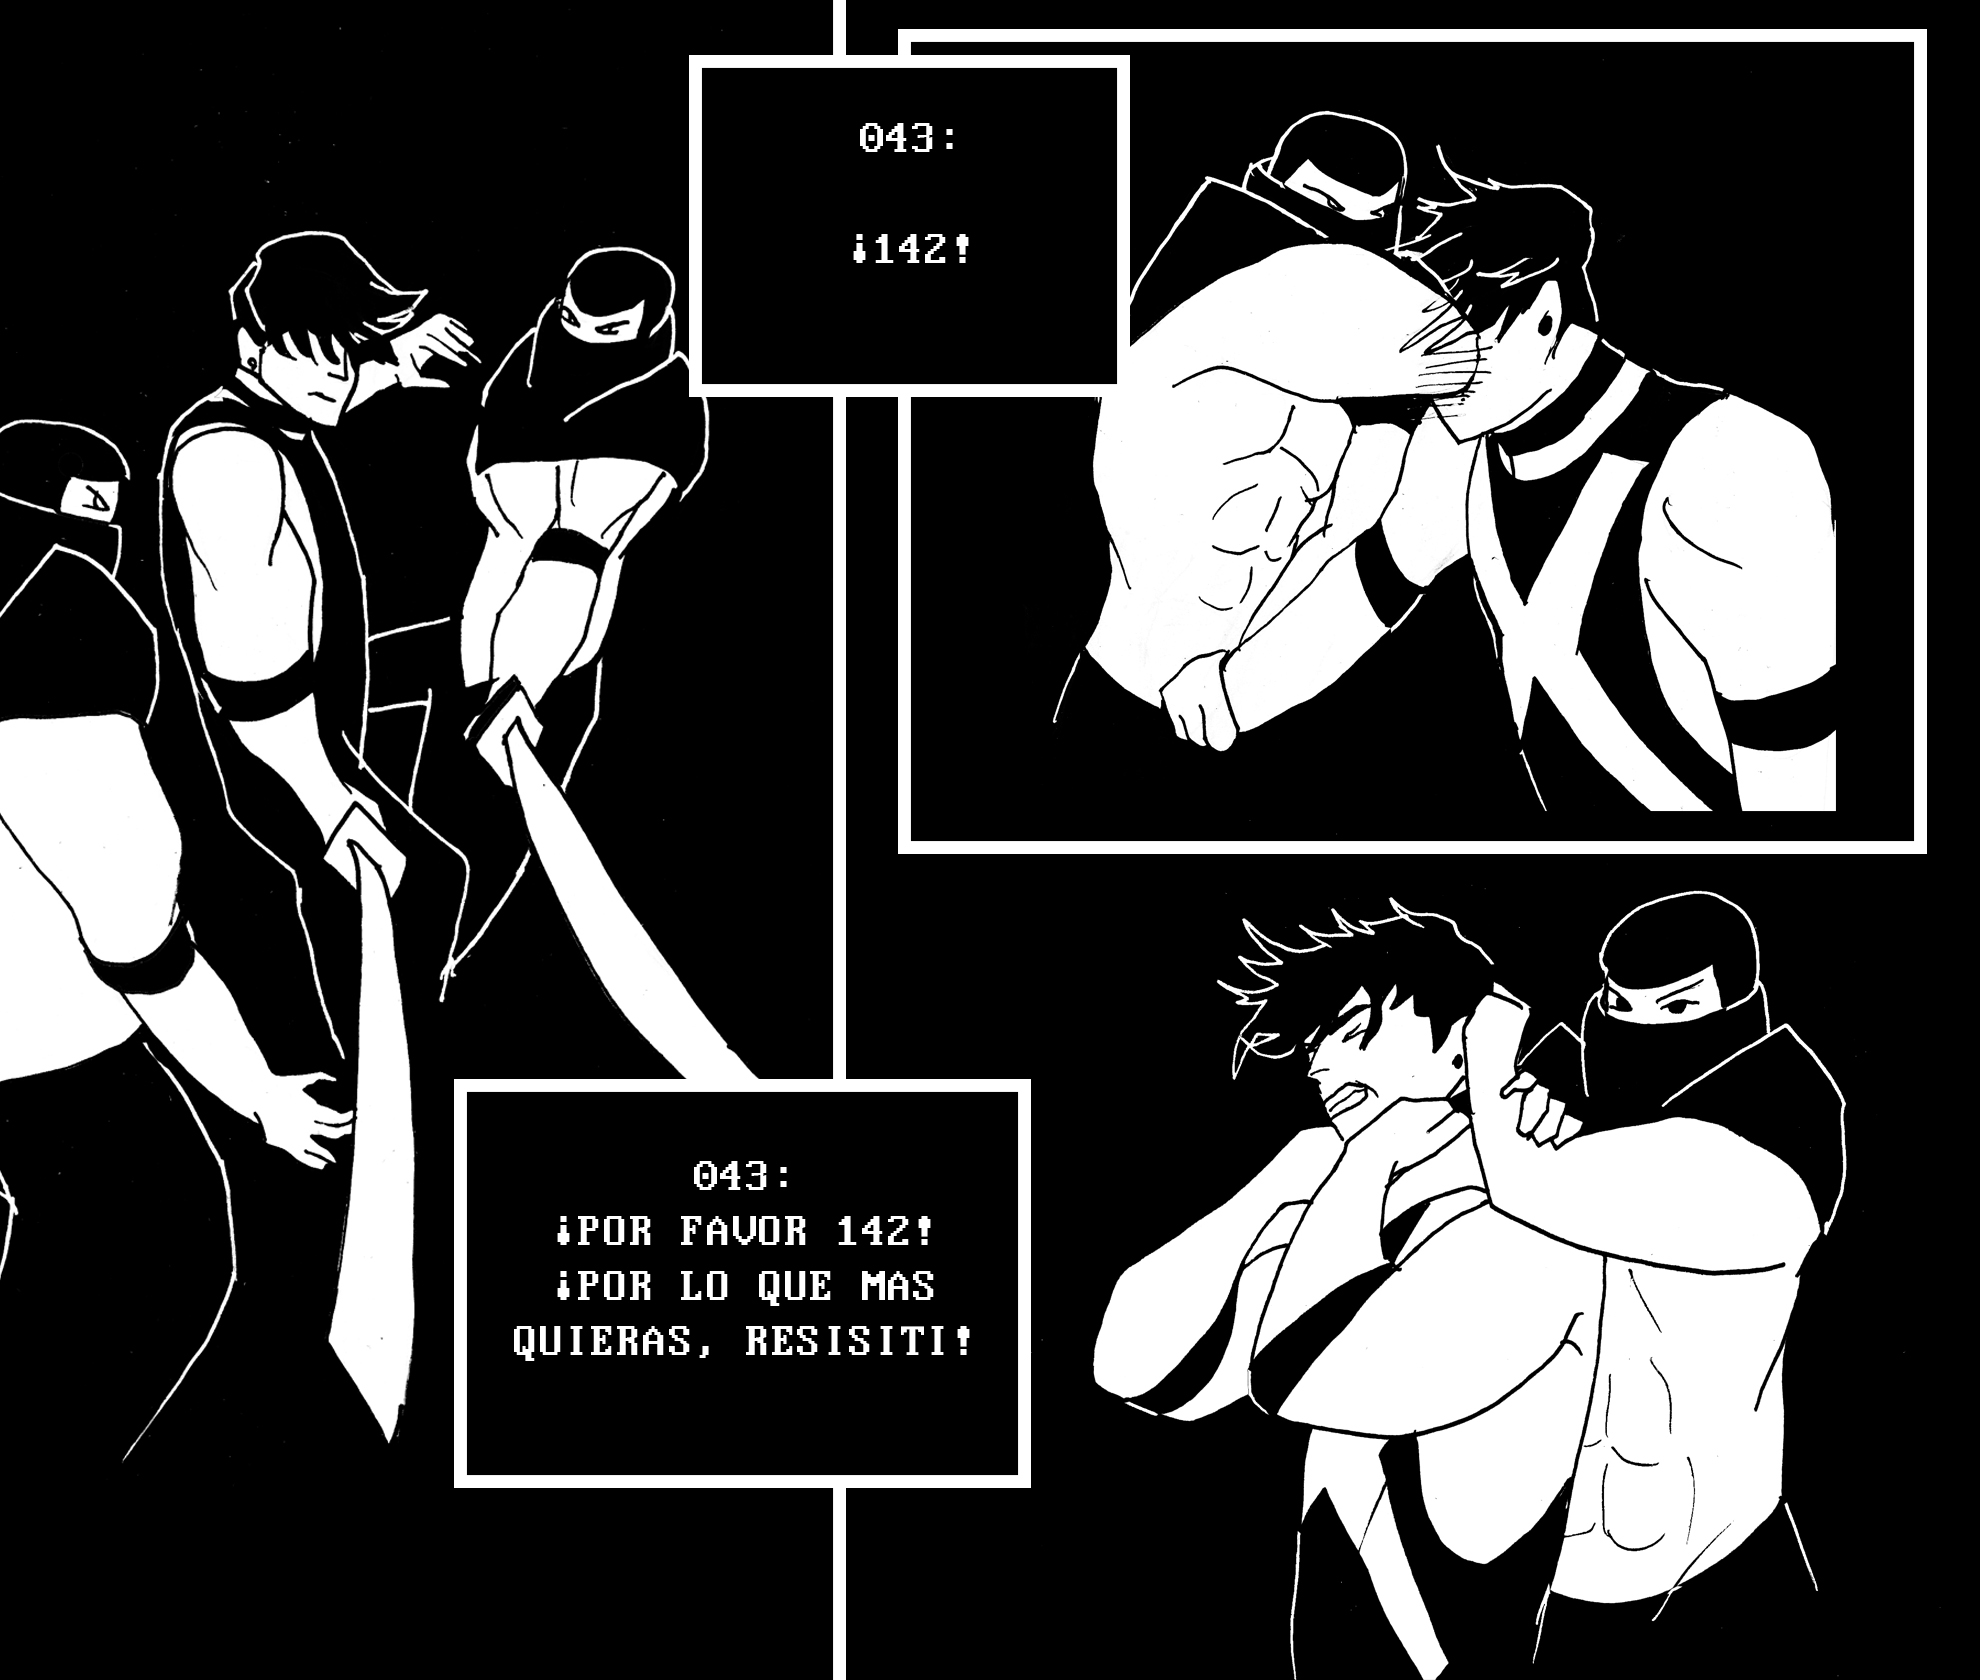 043:
¡142!
043:
¡POR FAVOR 142!
¡POR LO QUE MAS
QUIERAS, RESISITI!